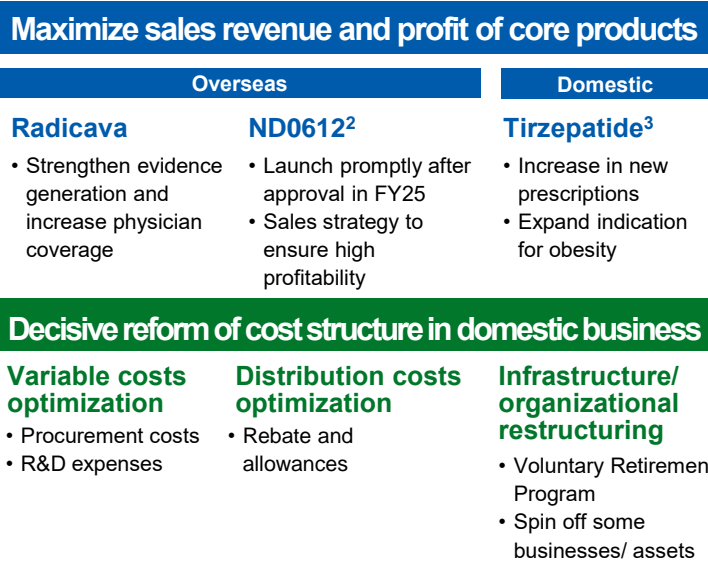 Maximize sales revenue and profit of core products
Overseas
Domestic
Radicava
• Strengthen evidence
generation and
increase physician
coverage
ND0612²
• Launch promptly after
approval in FY25
• Sales strategy to
ensure high
profitability
Tirzepatide³
• Increase in new
prescriptions
• Expand indication
for obesity
Decisive reform of cost structure in domestic business
Variable costs
optimization
• Procurement costs
• R&D expenses
Distribution costs
optimization
• Rebate and
allowances
Infrastructure/
organizational
restructuring
• Voluntary Retiremen
Program
• Spin off some
businesses/ assets